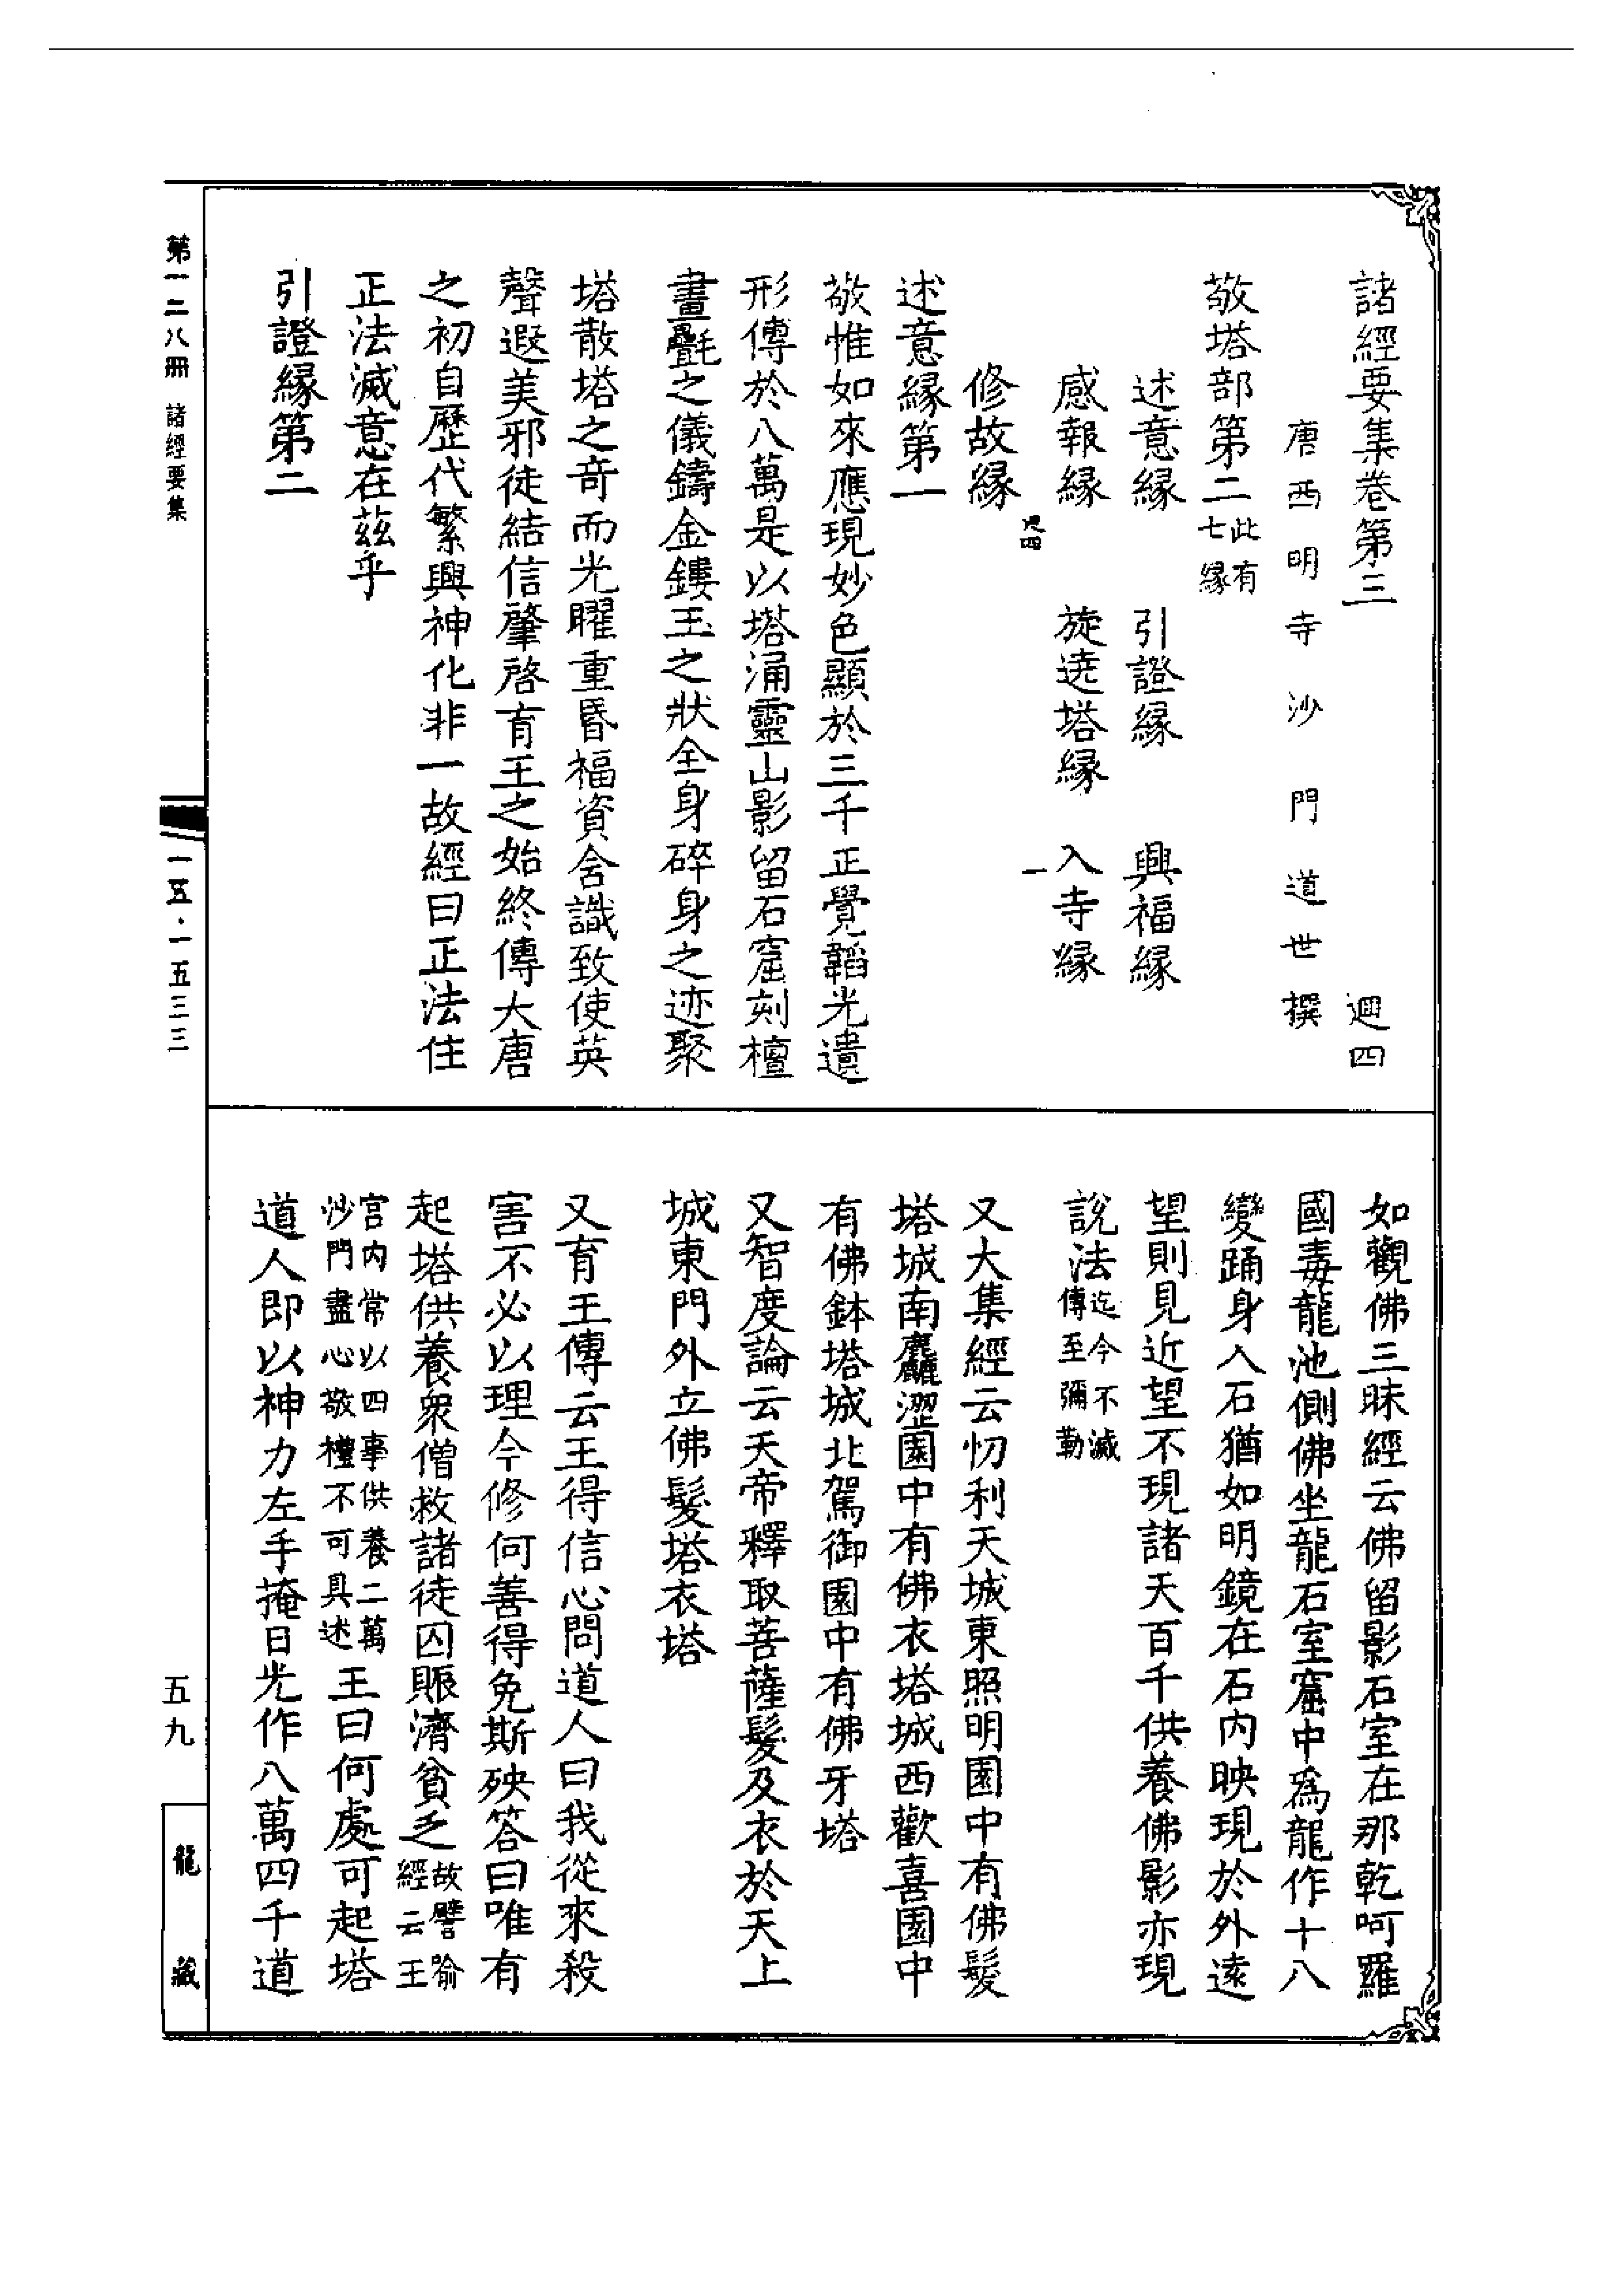 諸經要集卷第三　迴四
唐西明寺沙門道世撰
敬塔部第二此有七緣
述意緣　引證緣　興福緣
感報緣　旋遶塔緣　入寺緣
修故緣
迴四　一
述意緣第一
敬惟如來應現妙色顯於三千正覺韜光遺
形傳於八萬是以塔涌靈山影留石窟刻檀
畫㲲之儀鑄金鏤玉之狀全身碎身之迹聚
塔散塔之奇而光曜重昬福資含識致使英
聲遐美邪徒結信肇啓育王之始終傳大唐
之初自歷代繁興神化非一故經曰正法住
正法滅意在茲乎
引證緣第二
如觀佛三昧經云佛留影石室在那乾呵羅
國毒龍池側佛坐龍石室窟中爲龍作十八
變踊身入石猶如明鏡在石内映現於外遠
望則見近望不現諸天百千供養佛影亦現
說法迄今不滅傳至彌勒
又大集經云忉利天城東照明園中有佛髮
塔城南麤澀園中有佛衣塔城西歡喜園中
有佛鉢塔城北駕御園中有佛牙塔
又智度論云天帝釋取菩薩髮及衣於天上
城東門外立佛髮塔衣塔
又育王傳云王得信心問道人曰我從來殺
害不必以理今修何善得免斯殃答曰唯有
起塔供養衆僧救諸徒囚賑濟貧乏故譬喻經云王
宫内常以四事供養二萬沙門盡心敬禮不可具述王曰何處可起塔
道人即以神力左手掩日光作八萬四千道
第一二八冊　諸經要集
一五·一五三三
五九
龍藏